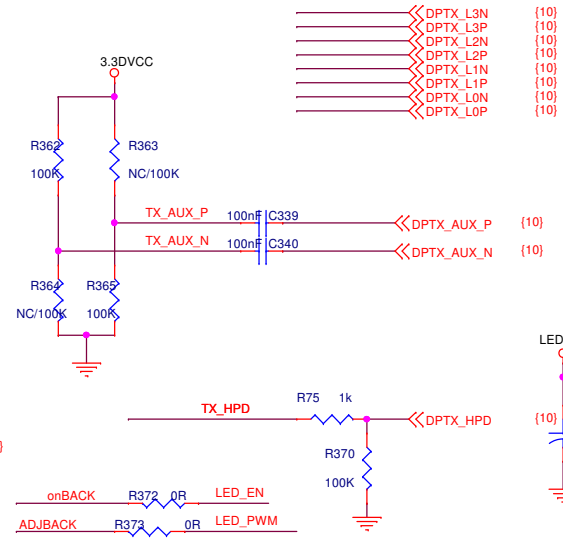 DPTX_L3N {10}
DPTX_L3P {10}
DPTX_L2N {10}
DPTX_L2P {10}
DPTX_L1N {10}
DPTX_L1P {10}
DPTX_L0N {10}
DPTX_L0P {10}
3.3DVCC
R362
100K
R363
NC/100K
TX_AUX_P 100nF C339 DPTX_AUX_P {10}
TX_AUX_N 100nF C340 DPTX_AUX_N {10}
R364
NC/100K
R365
100K
LED
R75 1k
TX_HPD DPTX_HPD {10}
R370
100K
onBACK R372 0R LED_EN
ADJBACK R373 0R LED_PWM